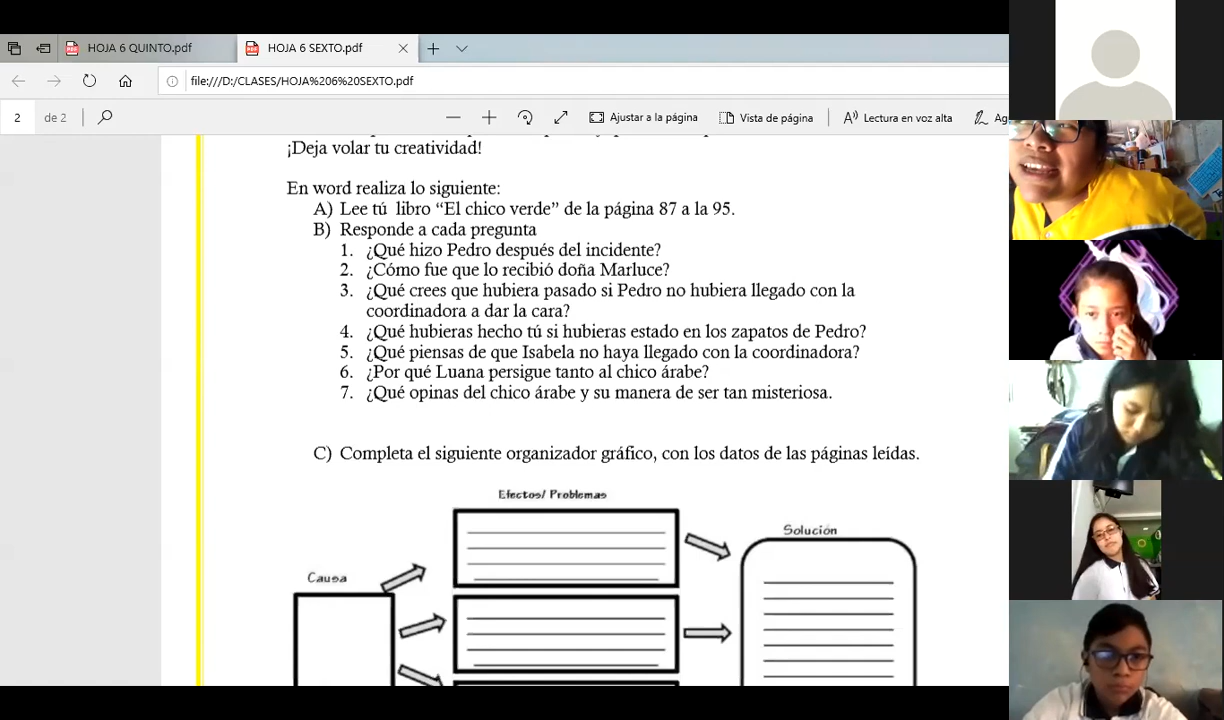 HOJA 6 QUINTO.pdf
HOJA 6 SEXTO.pdf
file:///D:/CLASES/HOJA%206%20SEXTO.pdf
2 de 2
Ajustar a la página
Vista de página
Lectura en voz alta
¡Deja volar tu creatividad!
En word realiza lo siguiente:
A) Lee tú libro “El chico verde” de la página 87 a la 95.
B) Responde a cada pregunta
1. ¿Qué hizo Pedro después del incidente?
2. ¿Cómo fue que lo recibió doña Marluce?
3. ¿Qué crees que hubiera pasado si Pedro no hubiera llegado con la
coordinadora a dar la cara?
4. ¿Qué hubieras hecho tú si hubieras estado en los zapatos de Pedro?
5. ¿Qué piensas de que Isabela no haya llegado con la coordinadora?
6. ¿Por qué Luana persigue tanto al chico árabe?
7. ¿Qué opinas del chico árabe y su manera de ser tan misteriosa.
C) Completa el siguiente organizador gráfico, con los datos de las páginas leídas.
Efectos/ Problemas
Solución
Causa